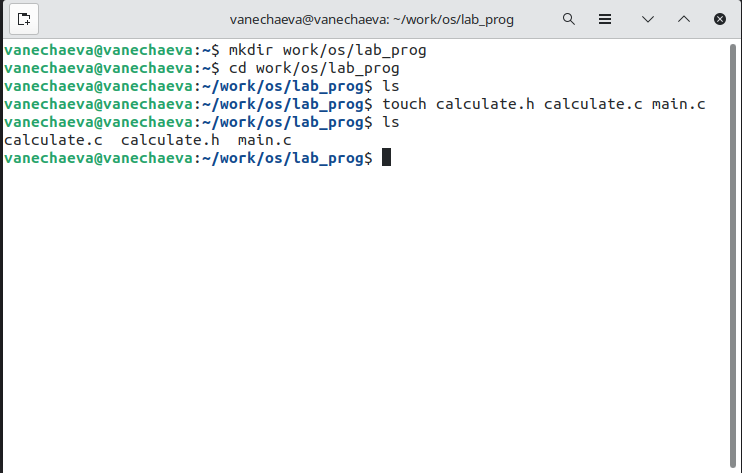 vanechaeva@vanechaeva: ~/work/os/lab_prog
vanechaeva@vanechaeva:~$ mkdir work/os/lab_prog
vanechaeva@vanechaeva:~$ cd work/os/lab_prog
vanechaeva@vanechaeva:~/work/os/lab_prog$ ls
vanechaeva@vanechaeva:~/work/os/lab_prog$ touch calculate.h calculate.c main.c
vanechaeva@vanechaeva:~/work/os/lab_prog$ ls
calculate.c  calculate.h  main.c
vanechaeva@vanechaeva:~/work/os/lab_prog$